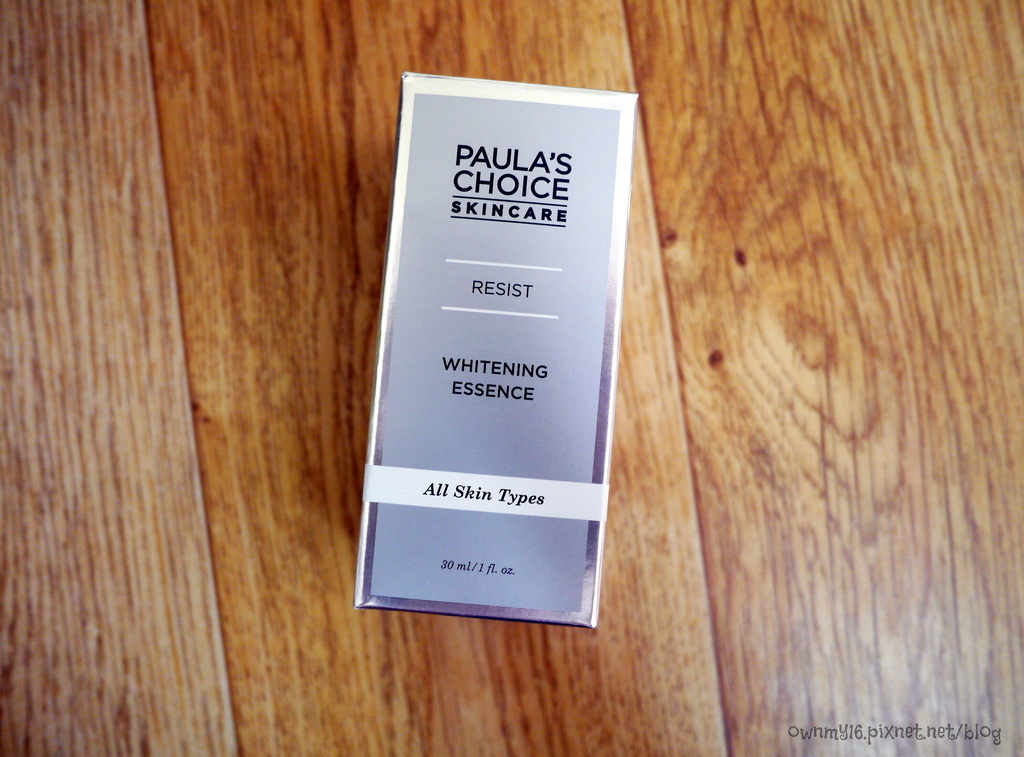 PAULA'S
CHOICE
SKINCARE
RESIST
WHITENING
ESSENCE
All Skin Types
30 ml/1 fl. oz.
ownmy16.pixnet.net/blog